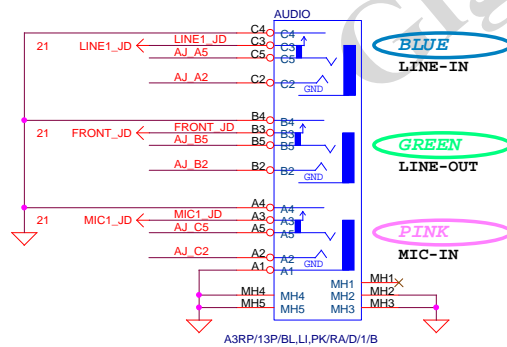 AUDIO
C4 C4
21 LINE1_JD LINE1_JD C3 C3
AJ_A5 C5 C5
BLUE
LINE-IN
AJ_A2 C2 C2
GND
B4 B4
21 FRONT_JD FRONT_JD B3 B3
AJ_B5 B5 B5
GREEN
LINE-OUT
AJ_B2 B2 B2
GND
A4 A4
21 MIC1_JD MIC1_JD A3 A3
AJ_C5 A5 A5
PINK
MIC-IN
AJ_C2 A2 A2
GND
A1 A1
MH1 MH1
MH4 MH4 MH2 MH2
MH5 MH5 MH3 MH3
A3RP/13P/BL,LI,PK/RA/D/1/B